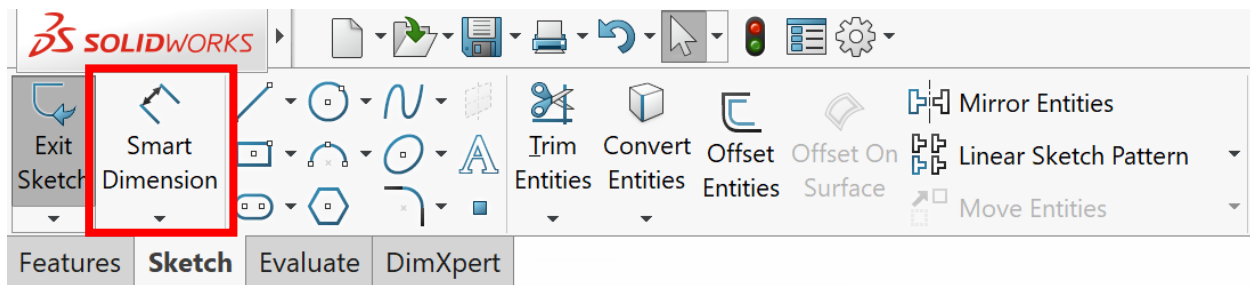 SOLIDWORKS
Exit Sketch
Smart Dimension
Trim Entities
Convert Entities
Offset Entities
Offset On Surface
Mirror Entities
Linear Sketch Pattern
Move Entities
Features Sketch Evaluate DimXpert